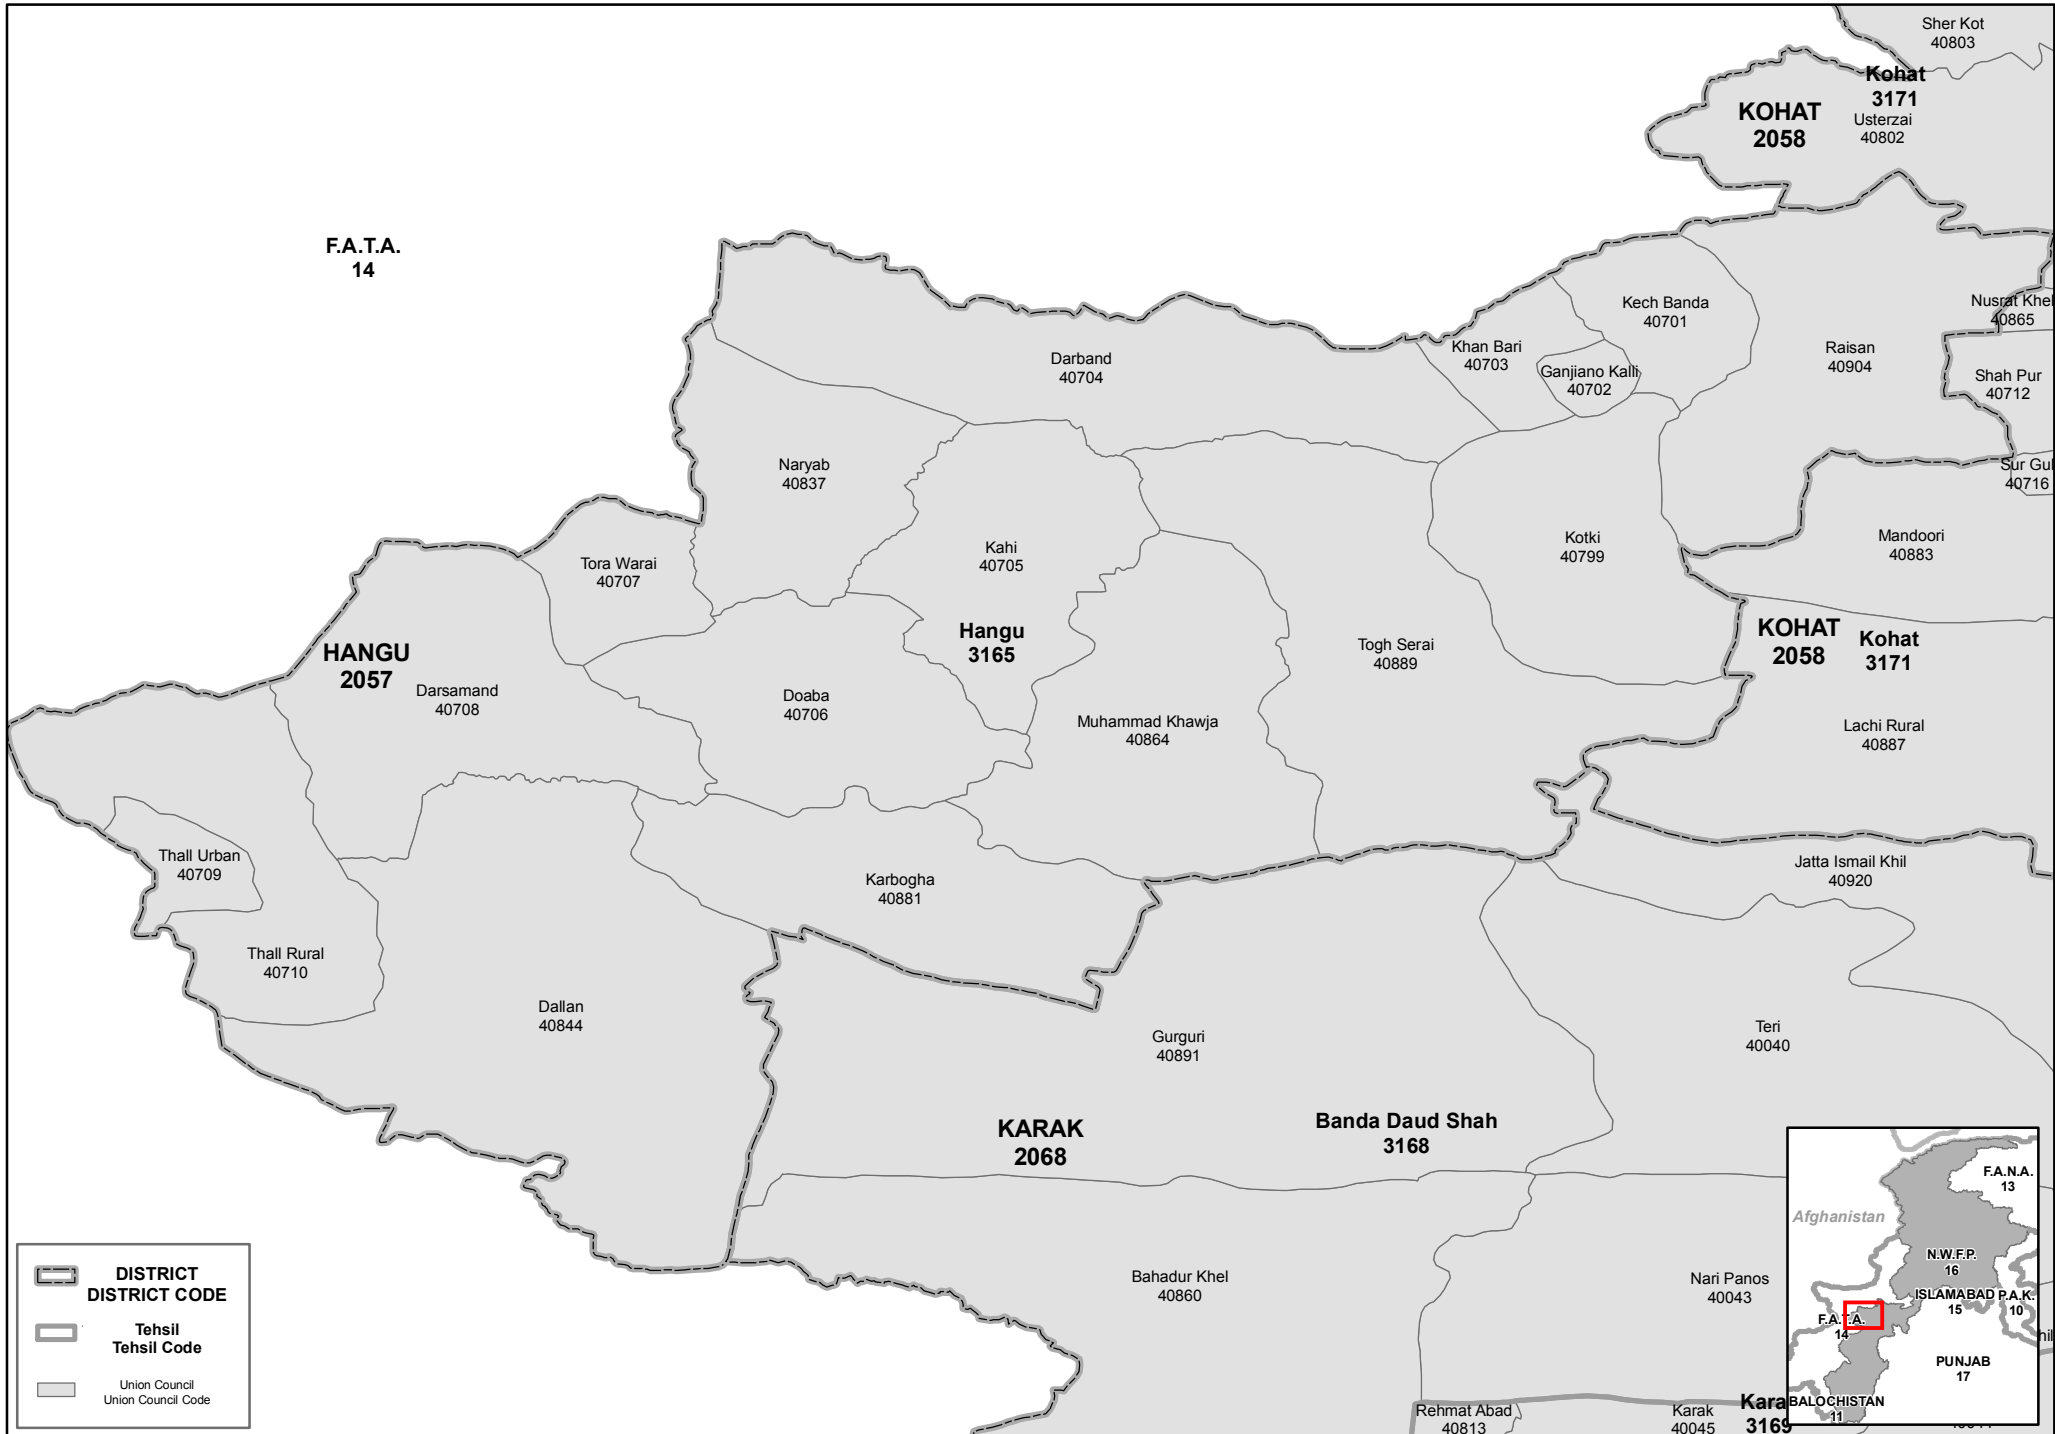 Sher Kot
40803
Kohat
3171
KOHAT
2058
Usterzai
40802
F.A.T.A.
14
Kech Banda
40701
Nusrat Khel
40865
Khan Bari
40703
Raisan
40904
Darband
40704
Ganjiano Kalli
40702
Shah Pur
40712
Naryab
40837
Sur Gul
40716
Kahi
40705
Kotki
40799
Mandoori
40883
Tora Warai
40707
Hangu
3165
KOHAT
2058
Kohat
3171
HANGU
2057
Togh Serai
40889
Darsamand
40708
Doaba
40706
Muhammad Khawja
40864
Lachi Rural
40887
Thall Urban
40709
Jatta Ismail Khil
40920
Karbogha
40881
Thall Rural
40710
Dallan
40844
Gurguri
40891
Teri
40040
KARAK
2068
Banda Daud Shah
3168
Bahadur Khel
40860
Nari Panos
40043
Rehmat Abad
40813
Karak
40045
Kara
3169
DISTRICT
DISTRICT CODE
Tehsil
Tehsil Code
Union Council
Union Council Code
F.A.N.A.
13
Afghanistan
N.W.F.P.
16
ISLAMABAD
15
P.A.K.
10
F.A.T.A.
14
PUNJAB
17
BALOCHISTAN
11